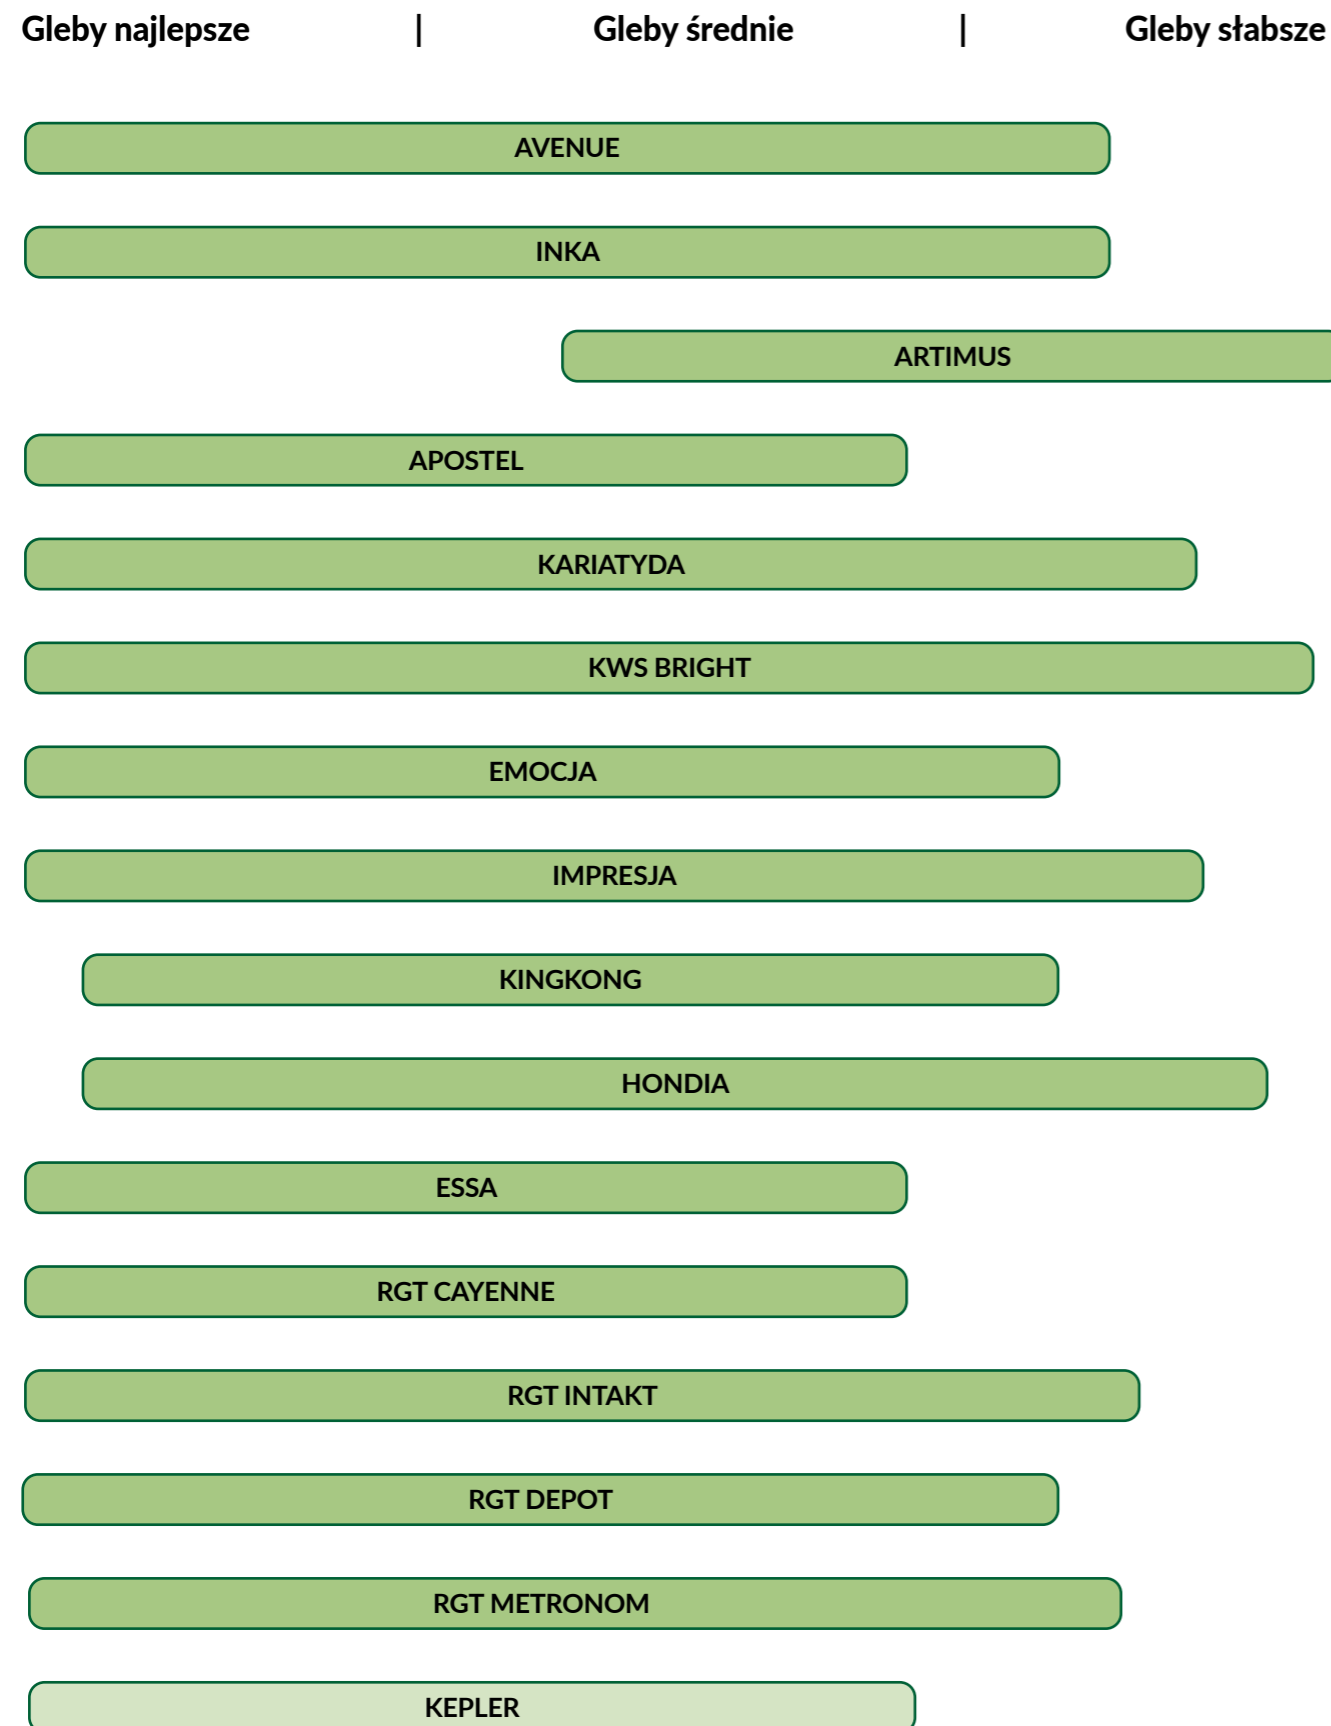 Gleby najlepsze | Gleby średnie | Gleby słabsze
AVENUE
INKA
ARTIMUS
APOSTEL
KARIATYDA
KWS BRIGHT
EMOCJA
IMPRESJA
KINGKONG
HONDIA
ESSA
RGT CAYENNE
RGT INTAKT
RGT DEPOT
RGT METRONOM
KEPLER